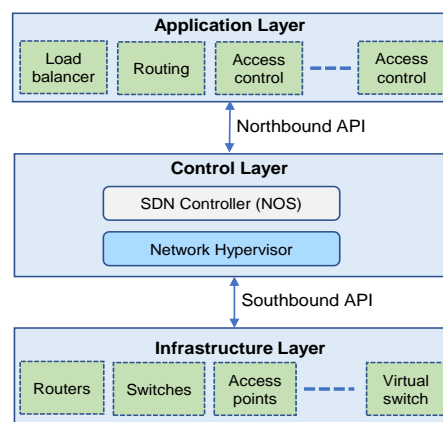 Application Layer
Load
balancer
Routing
Access
control
Access
control
Northbound API
Control Layer
SDN Controller (NOS)
Network Hypervisor
Southbound API
Infrastructure Layer
Routers
Switches
Access
points
Virtual
switch